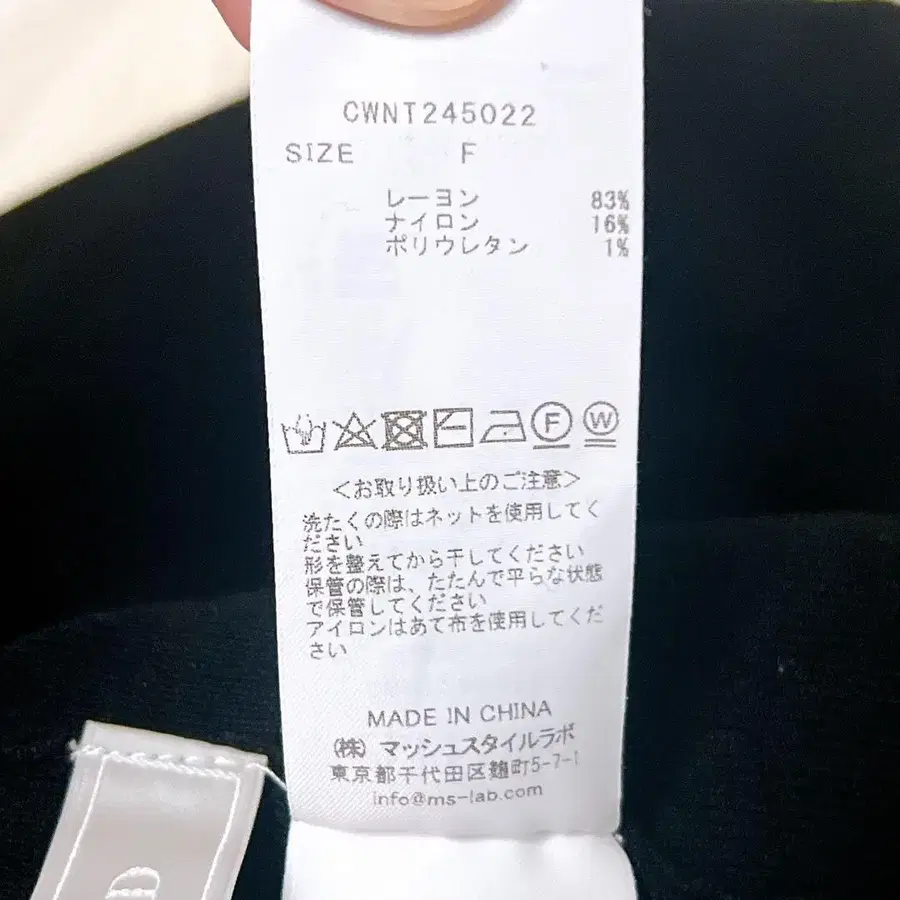 CWNT245022
SIZE F
レーヨン 83%
ナイロン 16%
ポリウレタン 1%
F W
＜お取り扱い上のご注意＞
洗たくの際はネットを使用してく
ださい
形を整えてから干してください
保管の際は、たたんで平らな状態
で保管してください
アイロンはあて布を使用してくだ
さい
MADE IN CHINA
(株) マッシュスタイルラボ
東京都千代田区麹町5-7-1
info@ms-lab.com